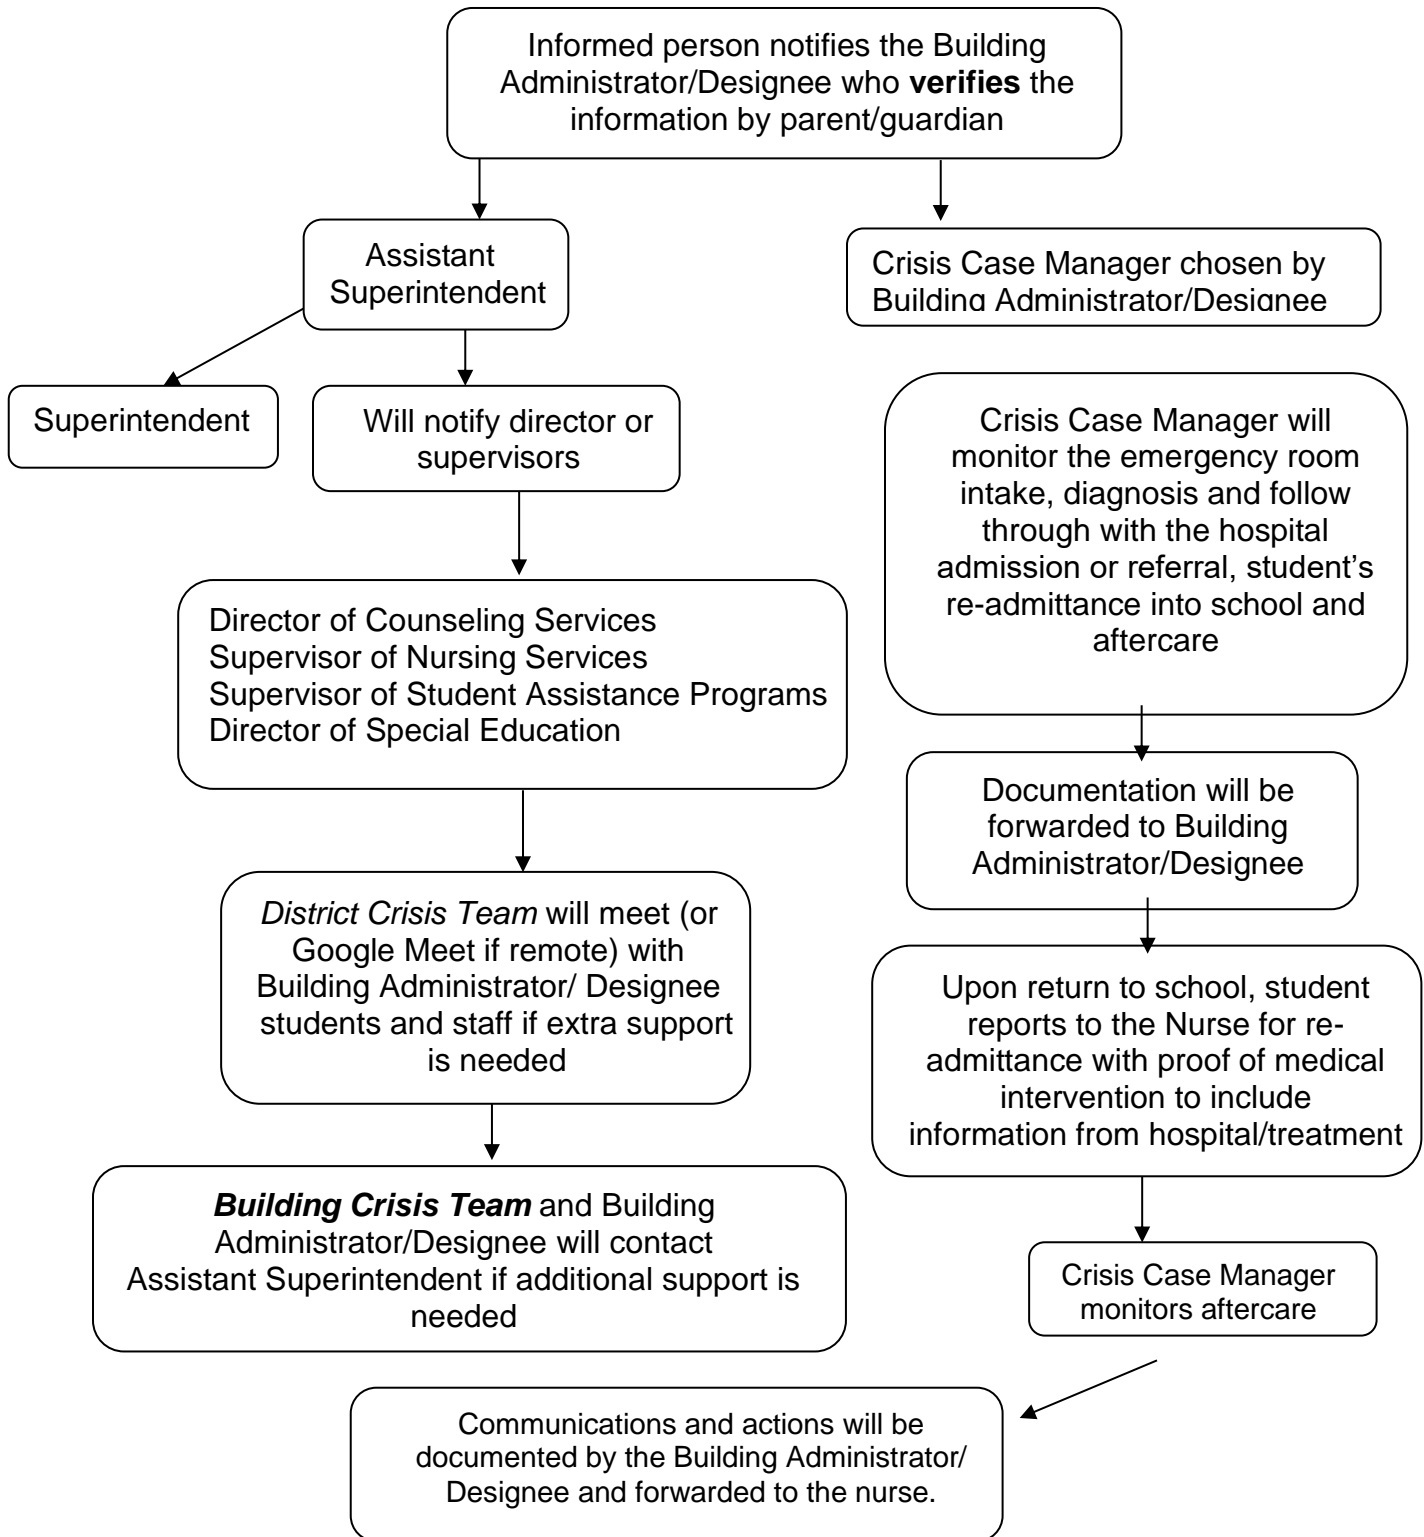 Informed person notifies the Building
Administrator/Designee who verifies the
information by parent/guardian
Assistant
Superintendent
Crisis Case Manager chosen by
Building Administrator/Designee
Superintendent
Will notify director or
supervisors
Crisis Case Manager will
monitor the emergency room
intake, diagnosis and follow
through with the hospital
admission or referral, student’s
re-admittance into school and
aftercare
Director of Counseling Services
Supervisor of Nursing Services
Supervisor of Student Assistance Programs
Director of Special Education
Documentation will be
forwarded to Building
Administrator/Designee
District Crisis Team will meet (or
Google Meet if remote) with
Building Administrator/ Designee
students and staff if extra support
is needed
Upon return to school, student
reports to the Nurse for re-
admittance with proof of medical
intervention to include
information from hospital/treatment
Building Crisis Team and Building
Administrator/Designee will contact
Assistant Superintendent if additional support is
needed
Crisis Case Manager
monitors aftercare
Communications and actions will be
documented by the Building Administrator/
Designee and forwarded to the nurse.